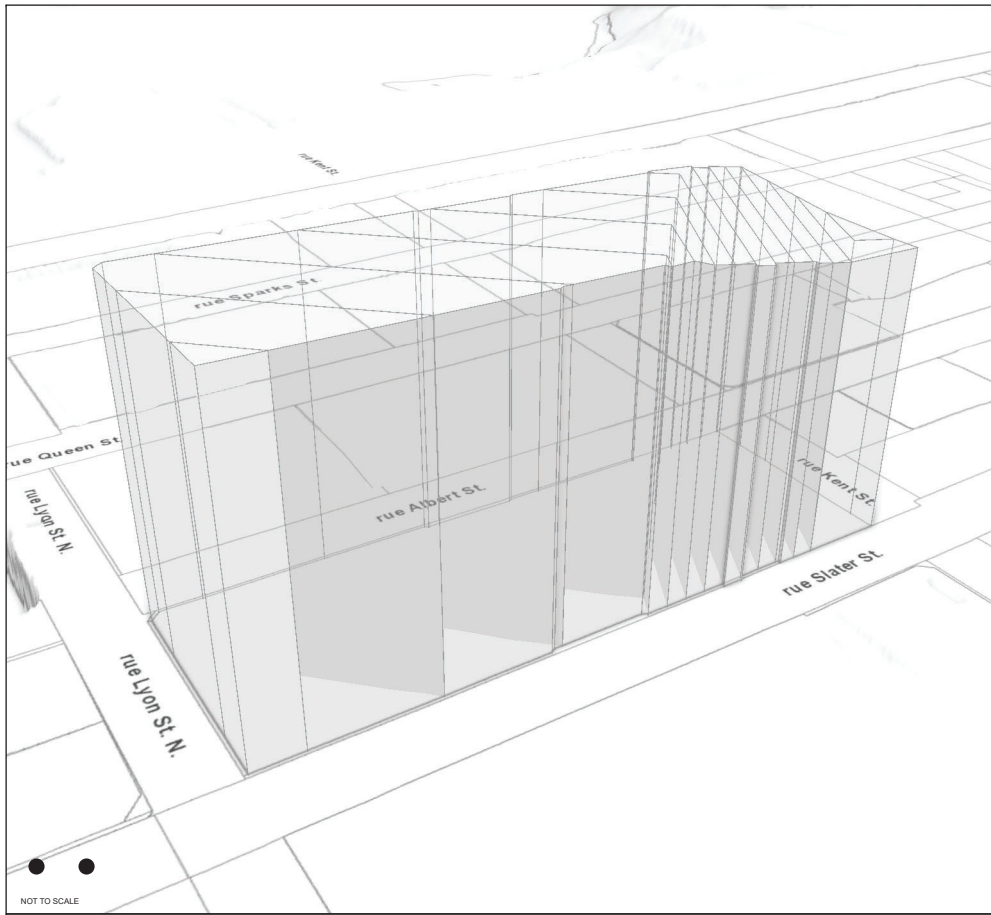 rue Kent St.
rue Sparks St.
rue Queen St.
rue Lyon St. N.
rue Albert St.
rue Kent St.
rue Slater St.
rue Lyon St. N.
NOT TO SCALE